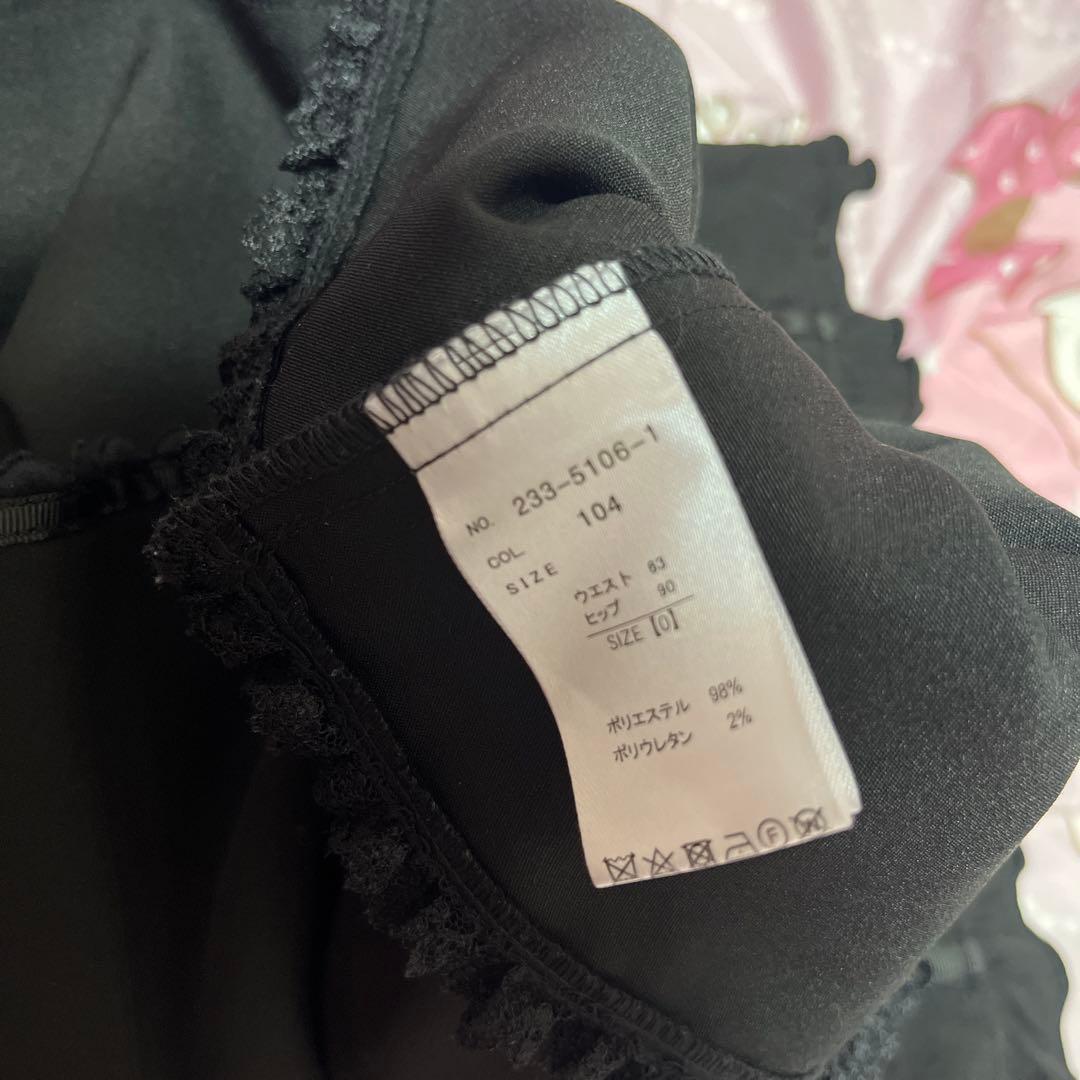 NO. 233-5106-1
COL 104
SIZE
ウエスト 63
ヒップ 90
SIZE【0】
ポリエステル 98%
ポリウレタン 2%
F
W